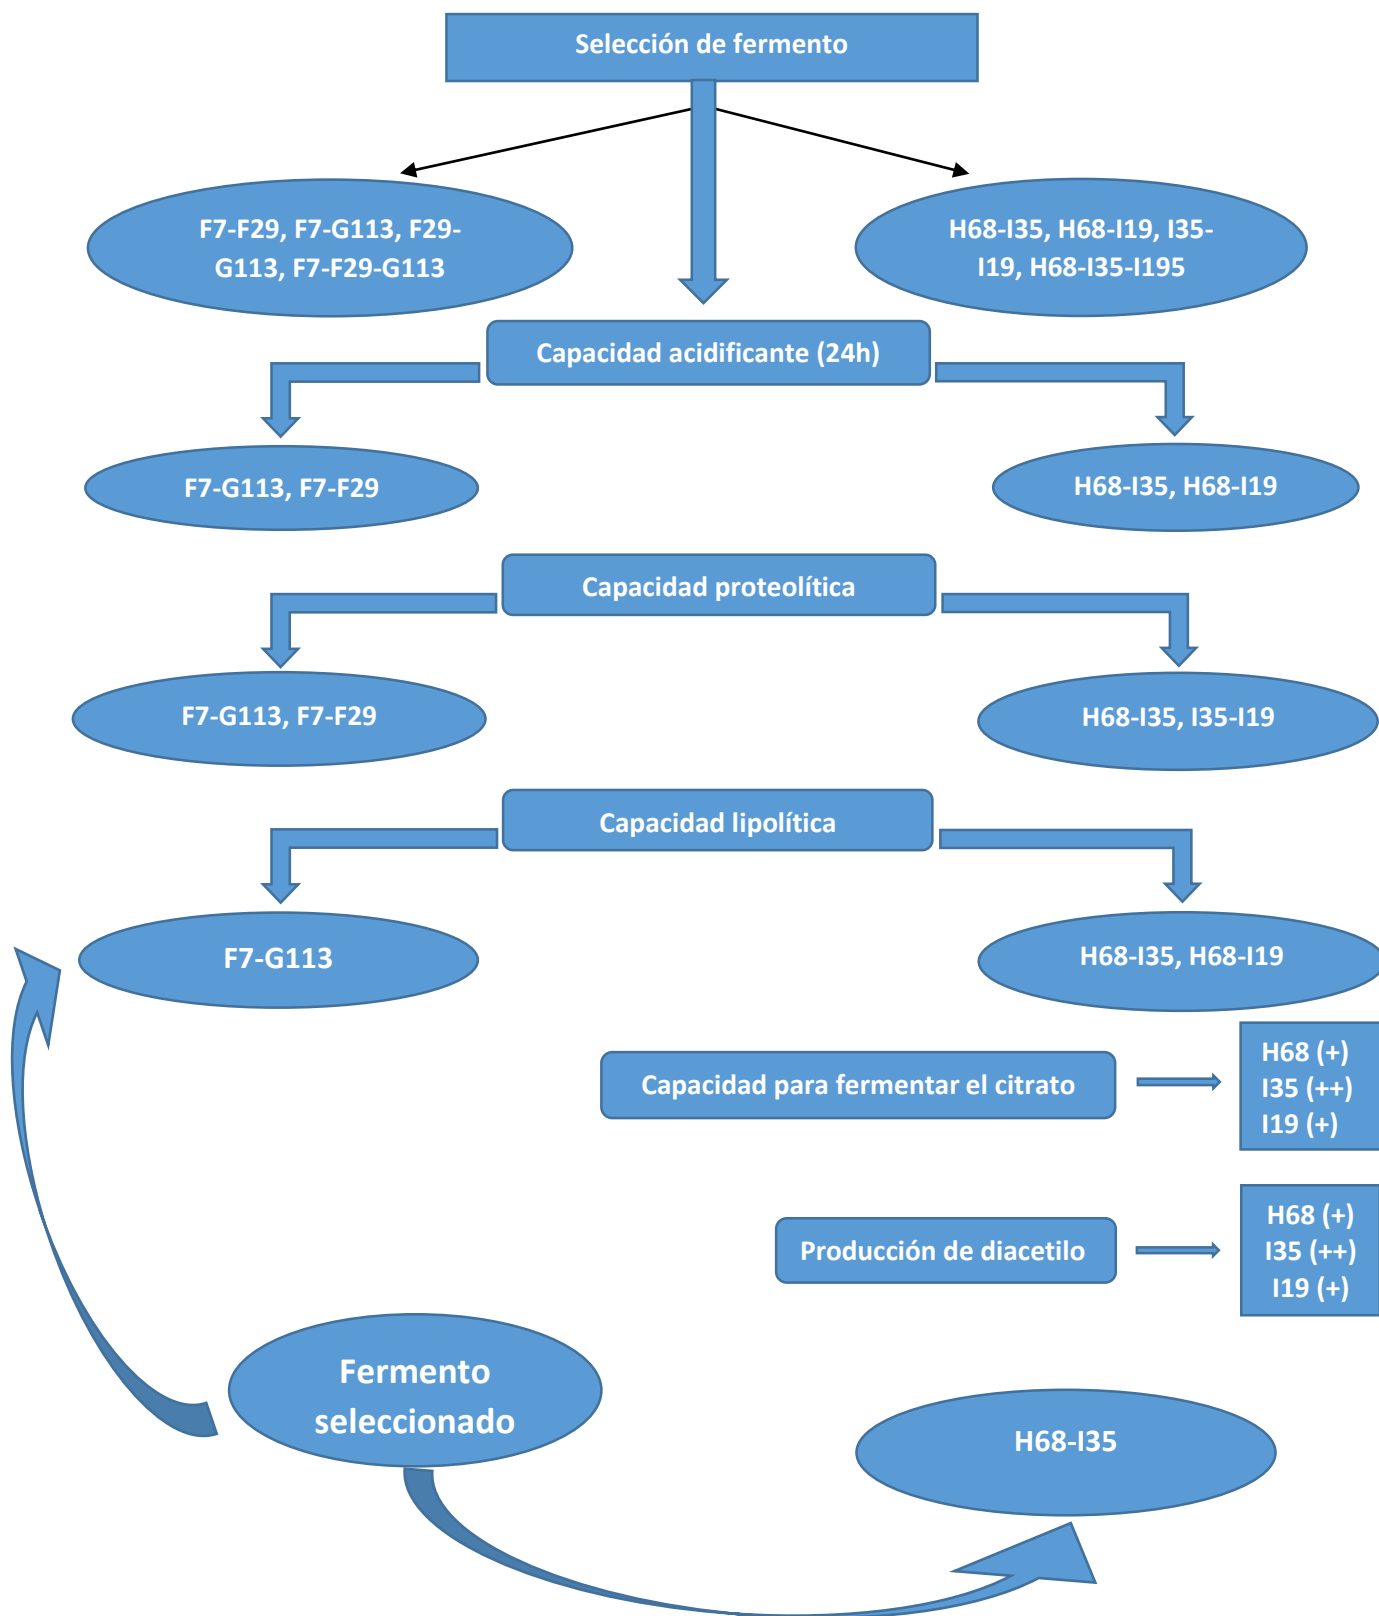 Selección de fermento
F7-F29, F7-G113, F29-
G113, F7-F29-G113
H68-I35, H68-I19, I35-
I19, H68-I35-I195
Capacidad acidificante (24h)
F7-G113, F7-F29
H68-I35, H68-I19
Capacidad proteolítica
F7-G113, F7-F29
H68-I35, I35-I19
Capacidad lipolítica
F7-G113
H68-I35, H68-I19
Capacidad para fermentar el citrato
H68 (+)
I35 (++)
I19 (+)
Producción de diacetilo
H68 (+)
I35 (++)
I19 (+)
Fermento
seleccionado
H68-I35